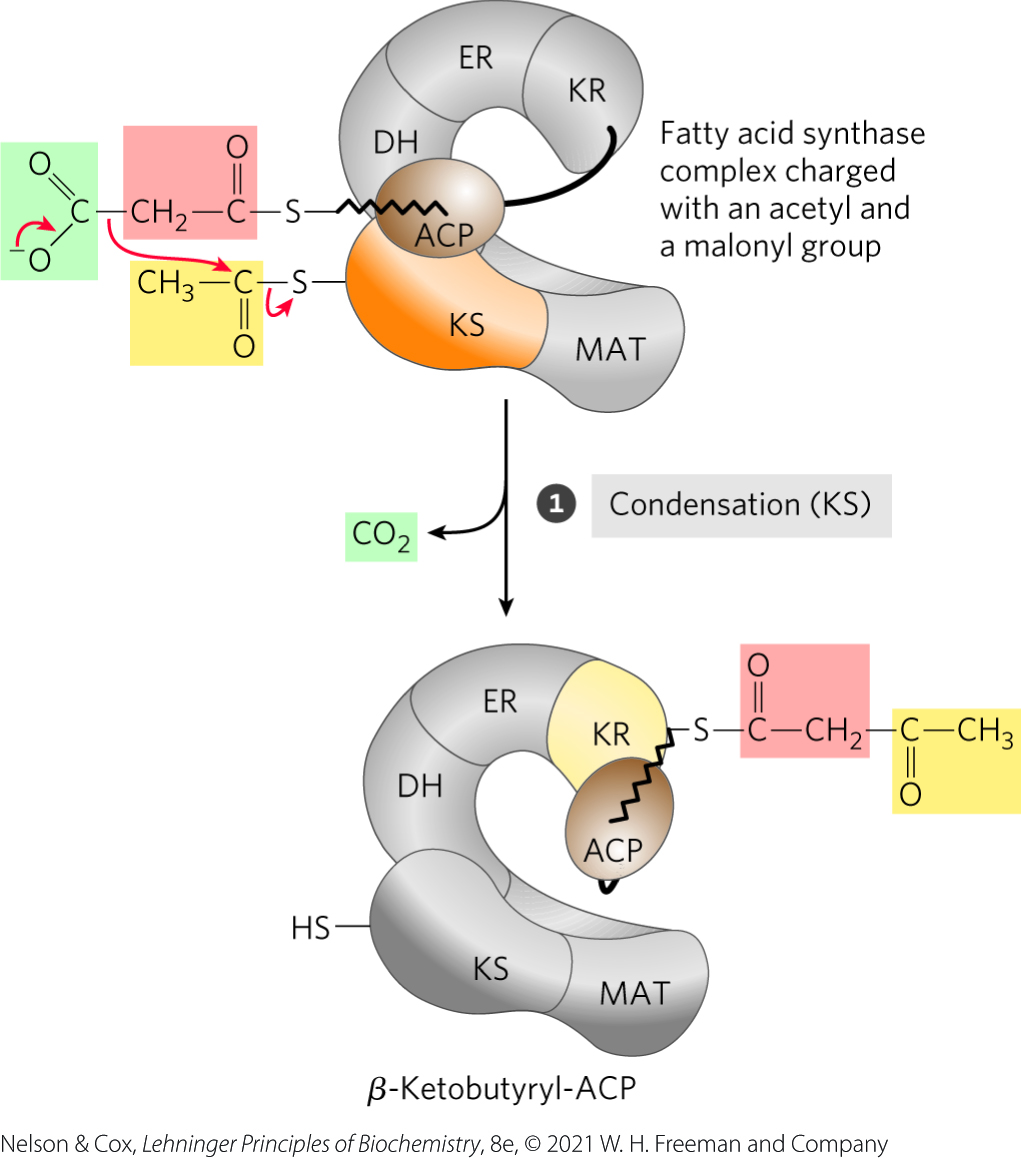 ER
KR
DH
Fatty acid synthase
complex charged
with an acetyl and
a malonyl group
O O
C—CH₂—C—S—
⁻O
ACP
CH₃—C—S—
O
KS
MAT
1 Condensation (KS)
CO₂
O
ER
KR
—S—C—CH₂—C—CH₃
DH
O
ACP
HS—
KS
MAT
β-Ketobutyryl-ACP
Nelson & Cox, Lehninger Principles of Biochemistry, 8e, © 2021 W. H. Freeman and Company